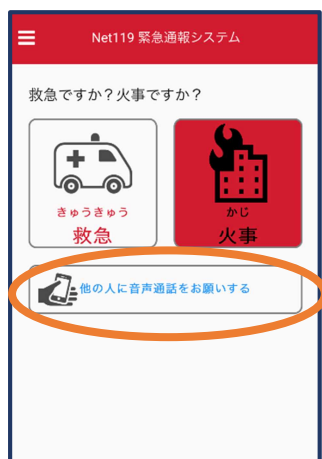 Net119 緊急通報システム
救急ですか？火事ですか？
きゅうきゅう
救急
かじ
火事
他の人に音声通話をお願いする